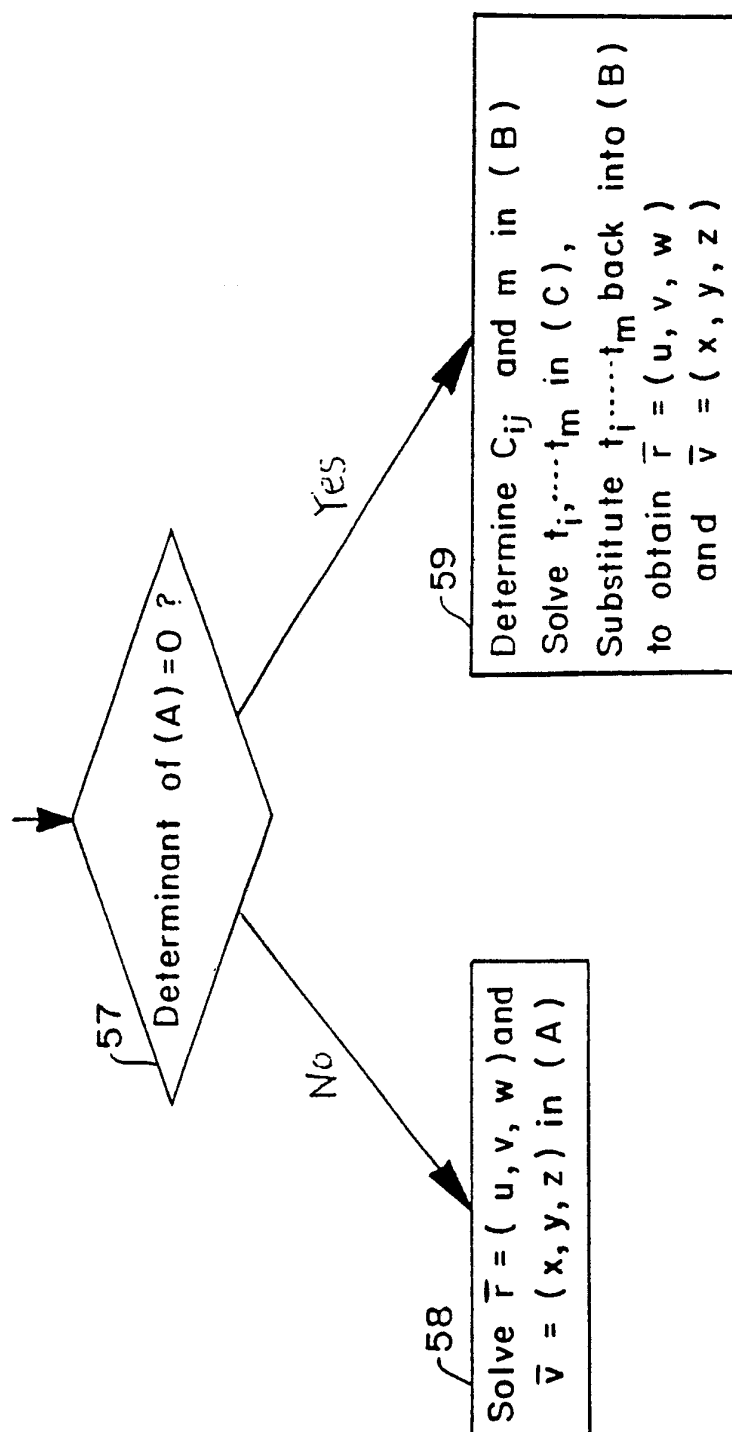 57
Determinant of (A)=0 ?
No
Yes
58
Solve r̅ = ( u, v, w ) and
v̅ = (x, y, z ) in (A)
59
Determine Cij and m in (B)
Solve ti,·····tm in (C),
Substitute ti······tm back into (B)
to obtain r̅ = (u, v, w )
and v̅ = ( x, y, z )